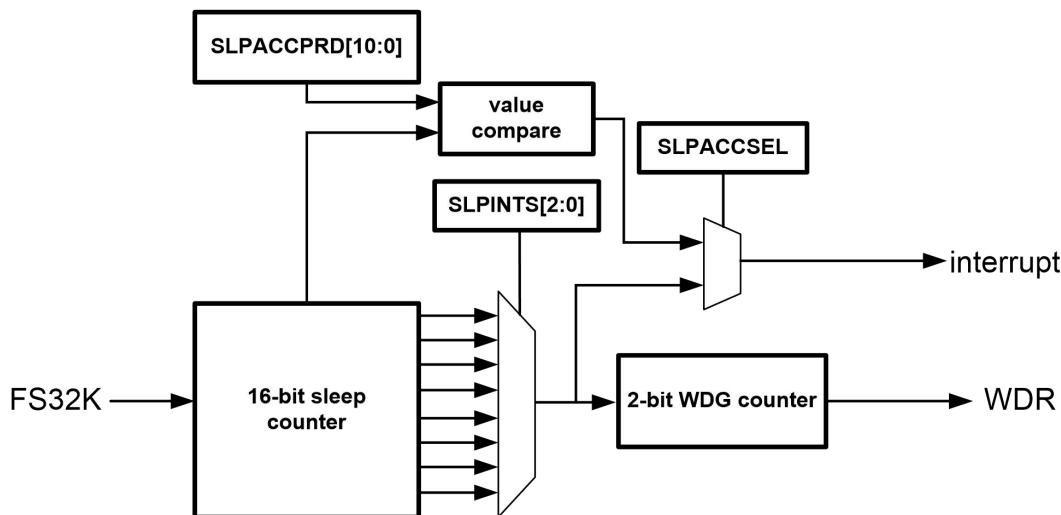 SLPACCPRD[10:0]
value
compare
SLPACCSEL
SLPINTS[2:0]
interrupt
FS32K
16-bit sleep
counter
2-bit WDG counter
WDR